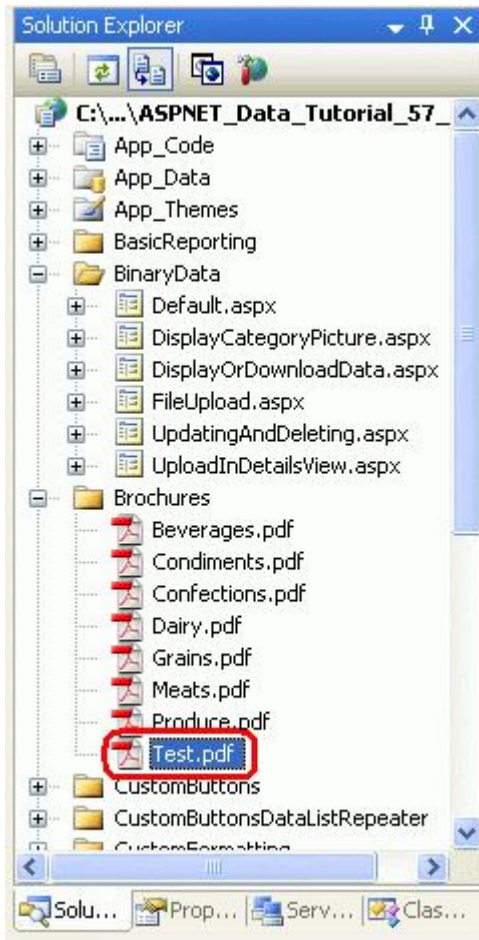 Solution Explorer
C:\...\ASPNET_Data_Tutorial_57_
App_Code
App_Data
App_Themes
BasicReporting
BinaryData
Default.aspx
DisplayCategoryPicture.aspx
DisplayOrDownloadData.aspx
FileUpload.aspx
UpdatingAndDeleting.aspx
UploadInDetailsView.aspx
Brochures
Beverages.pdf
Condiments.pdf
Confections.pdf
Dairy.pdf
Grains.pdf
Meats.pdf
Produce.pdf
Test.pdf
CustomButtons
CustomButtonsDataListRepeater
CustomFormatting
Solu... Prop... Serv... Clas...